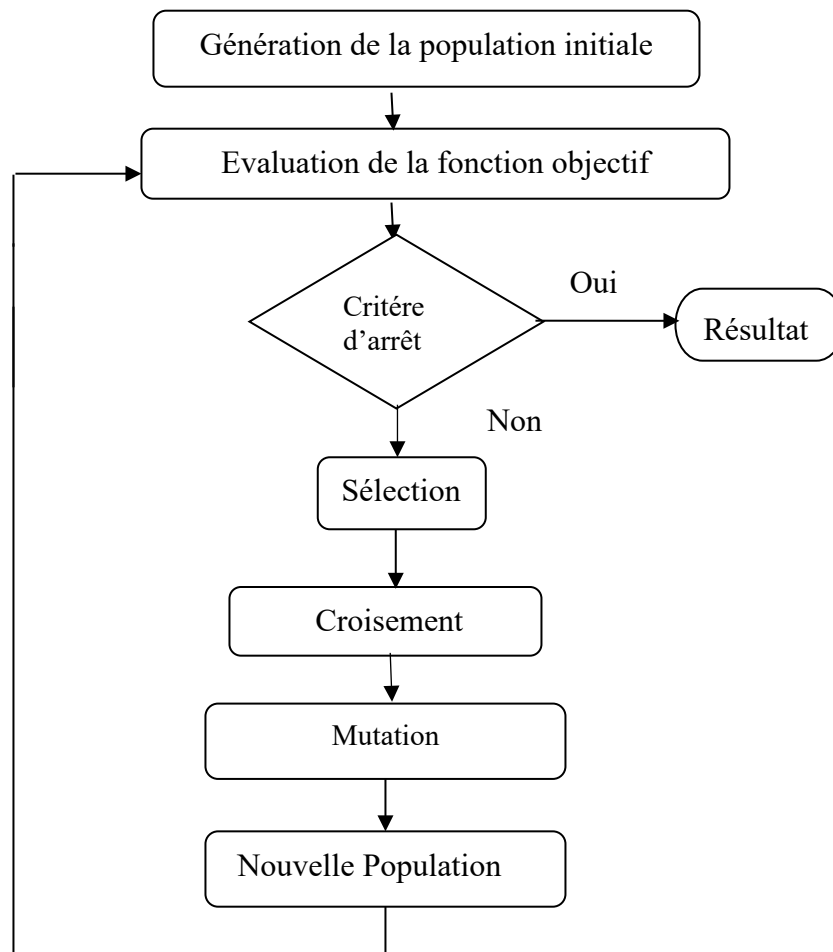 Génération de la population initiale
Evaluation de la fonction objectif
Oui
Critére
d’arrêt
Résultat
Non
Sélection
Croisement
Mutation
Nouvelle Population